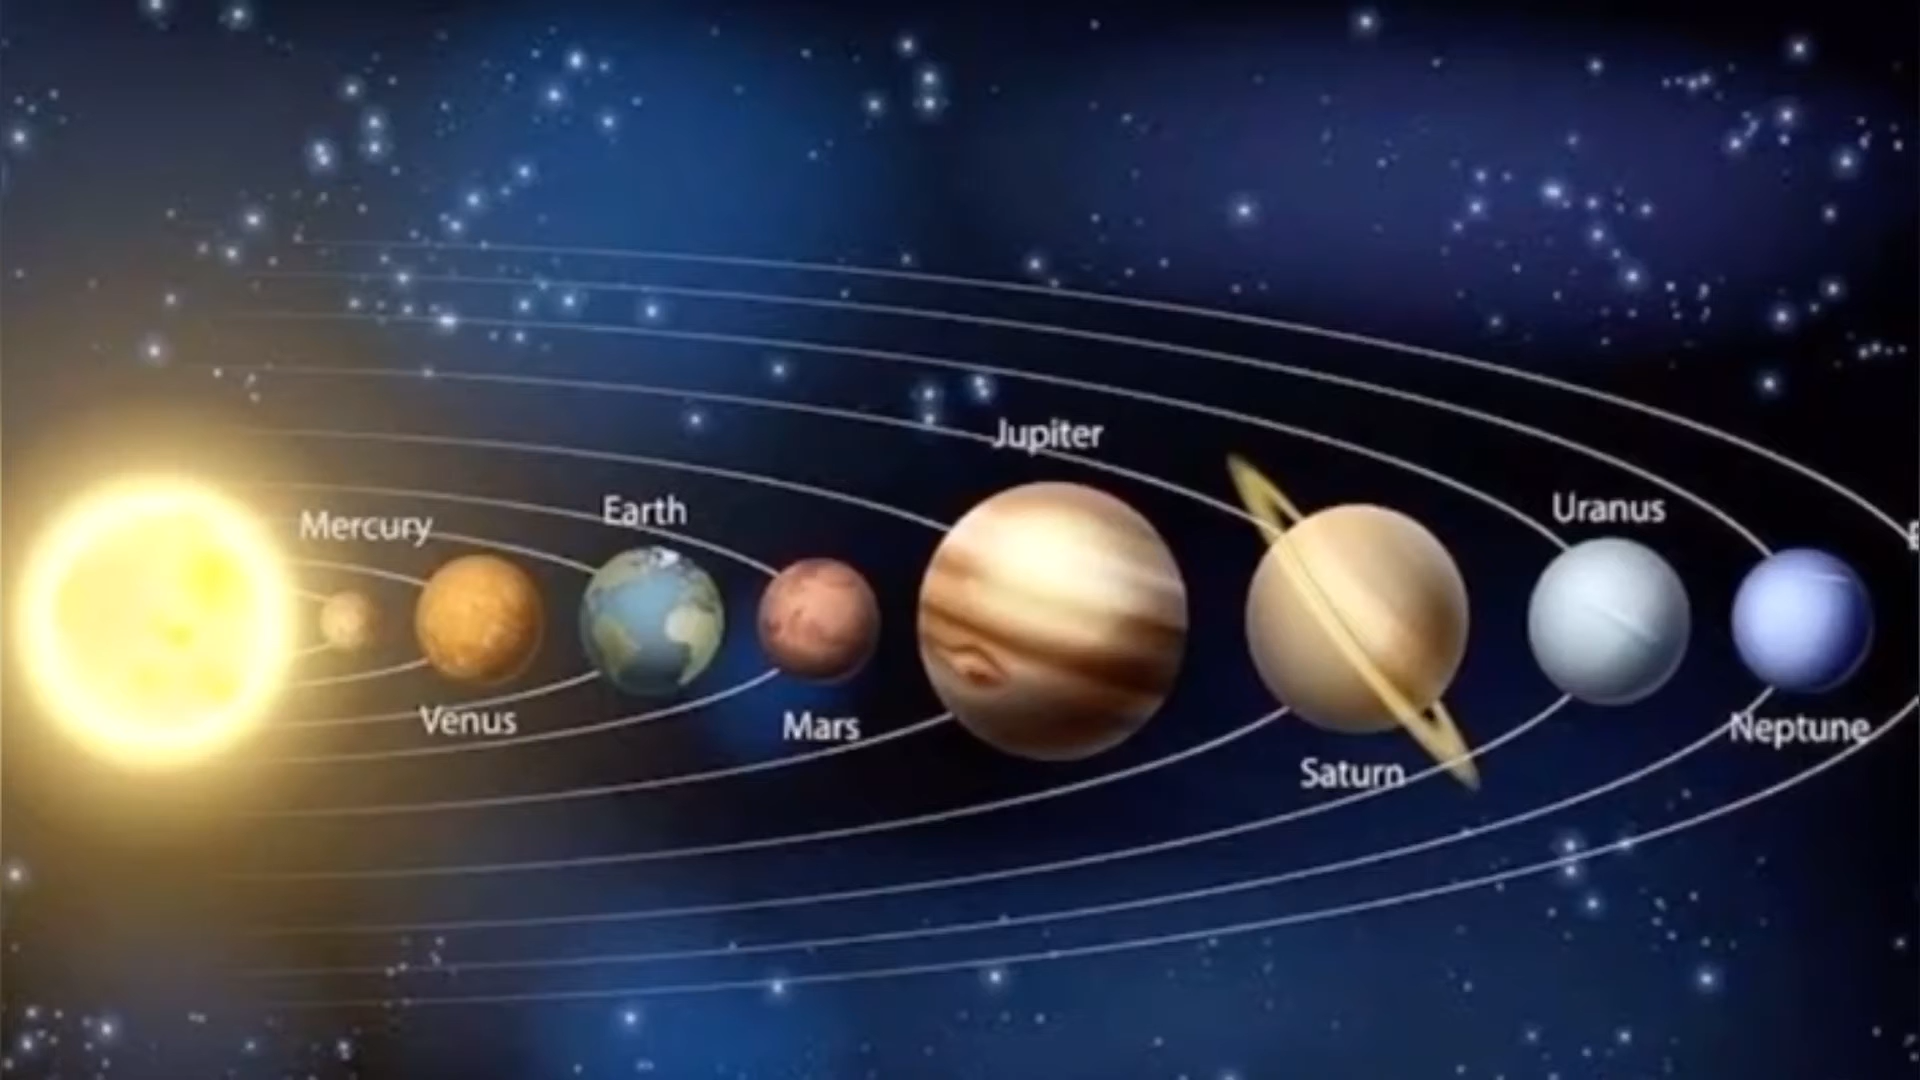 Mercury
Venus
Earth
Mars
Jupiter
Saturn
Uranus
Neptune